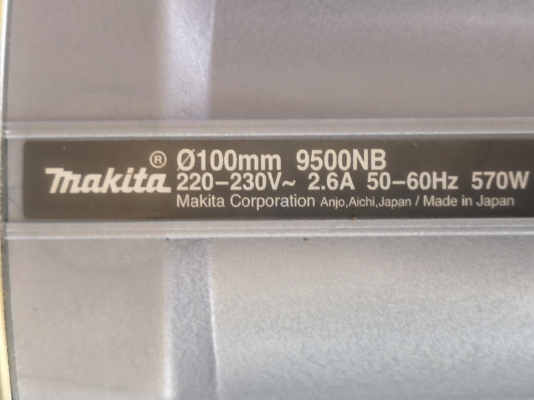 makita ® Ø100mm 9500NB
220–230V~ 2.6A 50–60Hz 570W
Makita Corporation Anjo,Aichi,Japan / Made in Japan